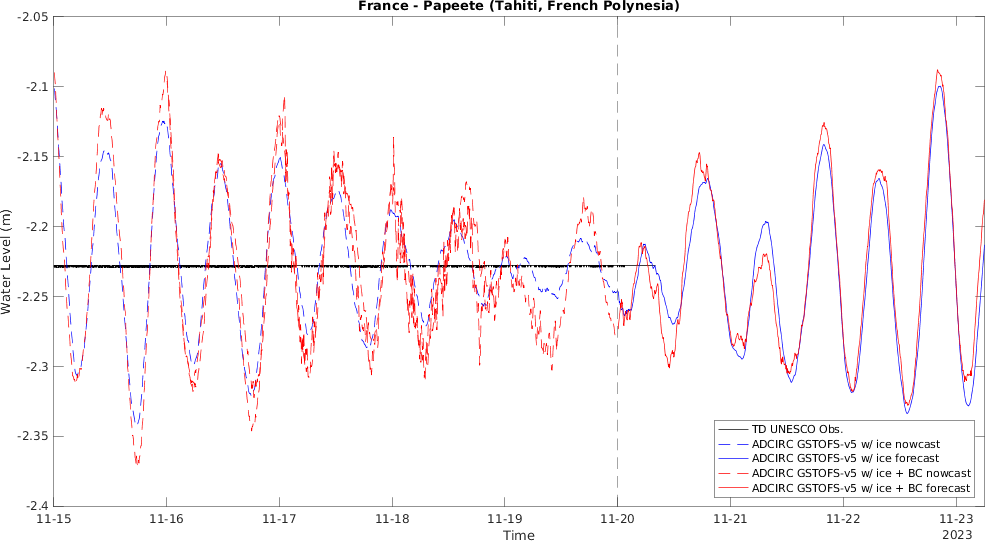 France - Papeete (Tahiti, French Polynesia)
-2.05
-2.1
-2.15
-2.2
-2.25
-2.3
-2.35
-2.4
Water Level (m)
TD UNESCO Obs.
ADCIRC GSTOFS-v5 w/ ice nowcast
ADCIRC GSTOFS-v5 w/ ice forecast
ADCIRC GSTOFS-v5 w/ ice + BC nowcast
ADCIRC GSTOFS-v5 w/ ice + BC forecast
11-15 11-16 11-17 11-18 11-19 11-20 11-21 11-22 11-23
Time 2023